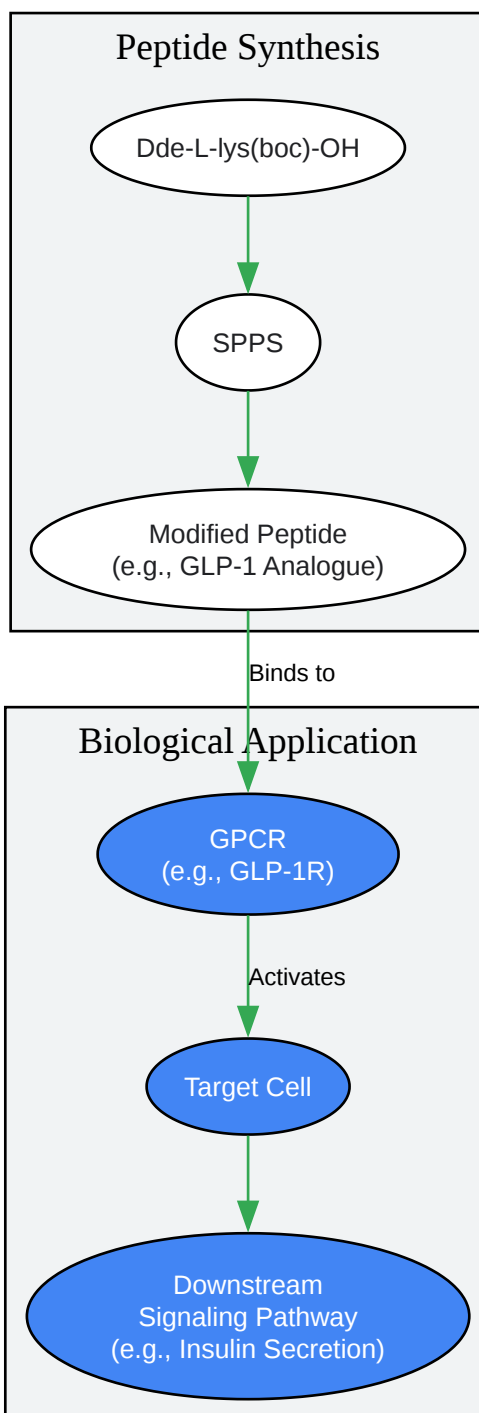 Peptide Synthesis
Dde-L-lys(boc)-OH
SPPS
Modified Peptide
(e.g., GLP-1 Analogue)
Binds to
Biological Application
GPCR
(e.g., GLP-1R)
Activates
Target Cell
Downstream
Signaling Pathway
(e.g., Insulin Secretion)